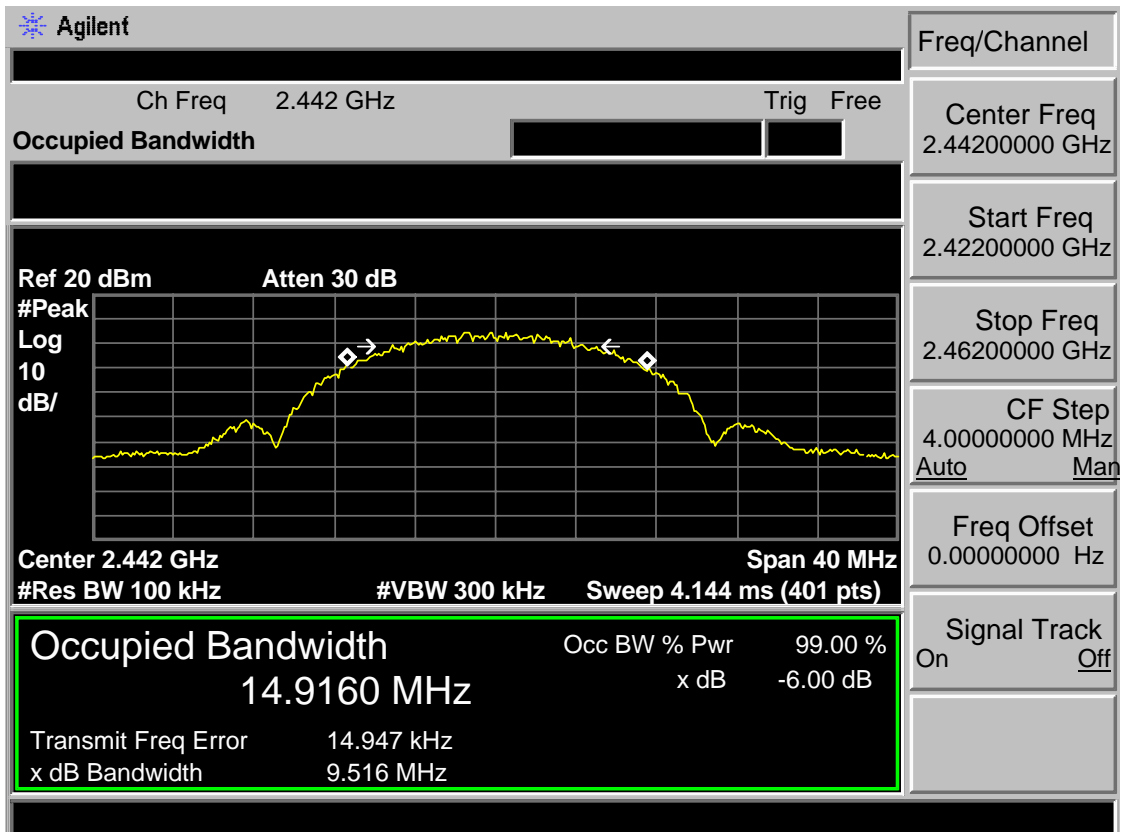 Agilent
Freq/Channel
Ch Freq 2.442 GHz Trig Free
Occupied Bandwidth
Center Freq
2.44200000 GHz
Start Freq
2.42200000 GHz
Stop Freq
2.46200000 GHz
CF Step
4.00000000 MHz
Auto Man
Freq Offset
0.00000000 Hz
Signal Track
On Off
Ref 20 dBm Atten 30 dB
#Peak
Log
10
dB/
Center 2.442 GHz Span 40 MHz
#Res BW 100 kHz #VBW 300 kHz Sweep 4.144 ms (401 pts)
Occupied Bandwidth Occ BW % Pwr 99.00 %
14.9160 MHz x dB -6.00 dB
Transmit Freq Error 14.947 kHz
x dB Bandwidth 9.516 MHz